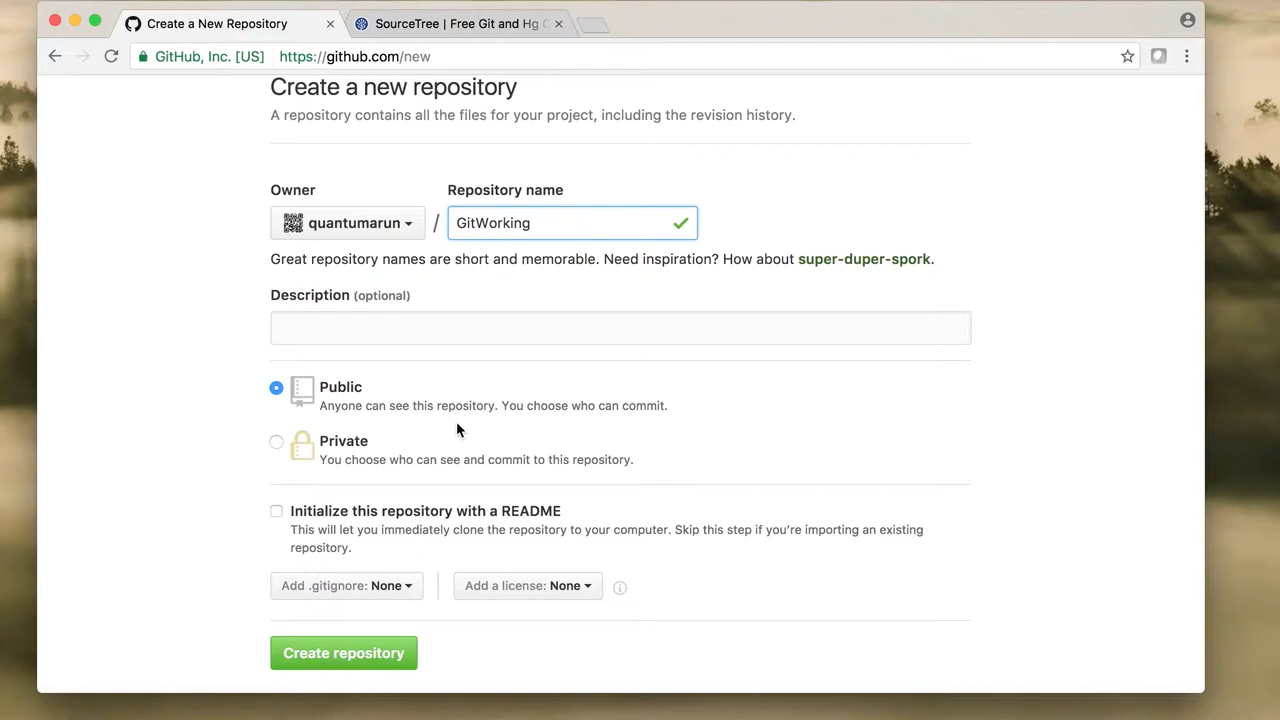 Create a New Repository
SourceTree | Free Git and Hg
GitHub, Inc. [US]
https://github.com/new
Create a new repository
A repository contains all the files for your project, including the revision history.
Owner
Repository name
quantumarun
/
GitWorking
Great repository names are short and memorable. Need inspiration? How about super-duper-spork.
Description (optional)
Public
Anyone can see this repository. You choose who can commit.
Private
You choose who can see and commit to this repository.
Initialize this repository with a README
This will let you immediately clone the repository to your computer. Skip this step if you’re importing an existing
repository.
Add .gitignore: None
Add a license: None
Create repository